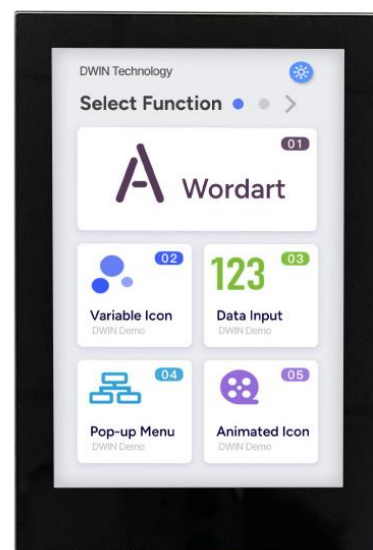 DWIN Technology
Select Function
01
Wordart
02
03
123
Variable Icon
Data Input
DWIN Demo
DWIN Demo
04
05
Pop-up Menu
Animated Icon
DWIN Demo
DWIN Demo